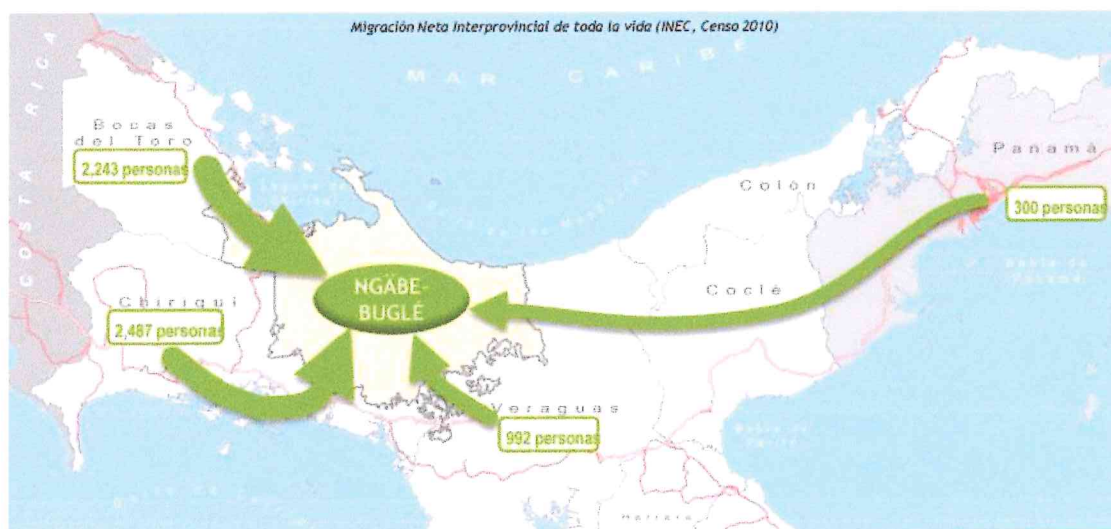 Migración Neta Interprovincial de toda la vida (INEC, Censo 2010)
MAR CARIBE
COSTA RICA
Bocas
del Toro
2,243 personas
Panamá
Colón
300 personas
NGÄBE-
BUGLÉ
Chiriquí
2,487 personas
Coclé
Veraguas
992 personas
Herrera